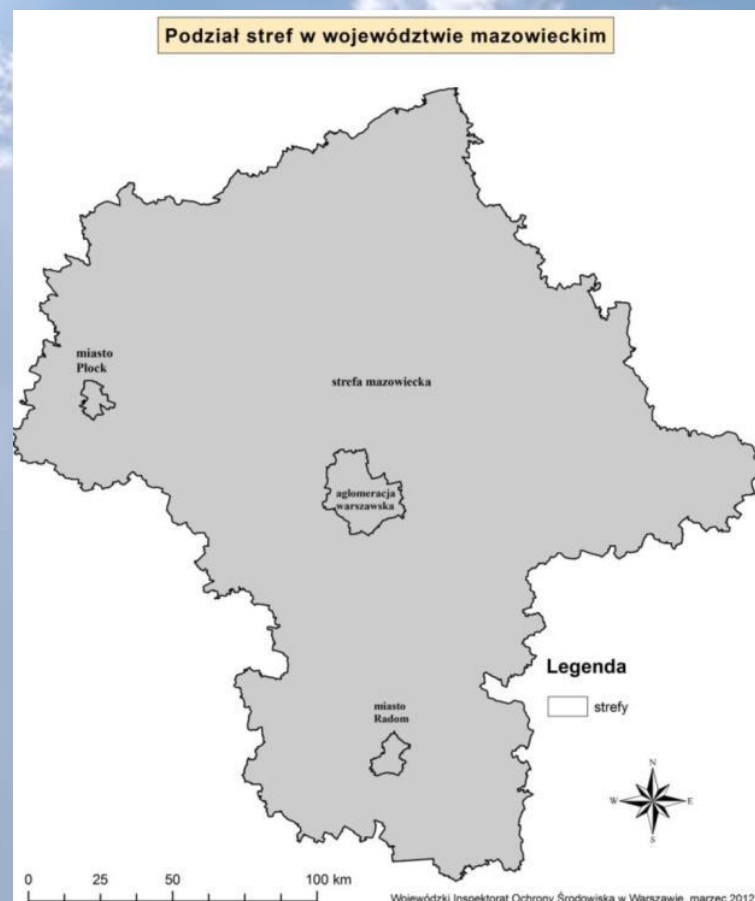 Podział stref w województwie mazowieckim
miasto
Płock
strefa mazowiecka
aglomeracja
warszawska
Legenda
strefy
miasto
Radom
N
W
E
S
0 25 50 100 km
Wojewódzki Inspektorat Ochrony Środowiska w Warszawie, marzec 2012